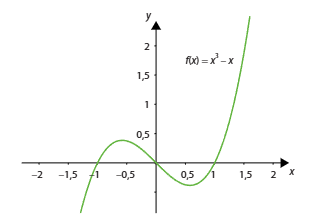 y
2
f(x) = x³ – x
1,5
1
0,5
–2 –1,5 –1 –0,5 0,5 1 1,5 2 x